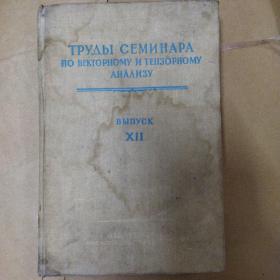 ТРУДЫ СЕМИНАРА
ПО ВЕКТОРНОМУ И ТЕНЗОРНОМУ
АНАЛИЗУ
ВЫПУСК
XII